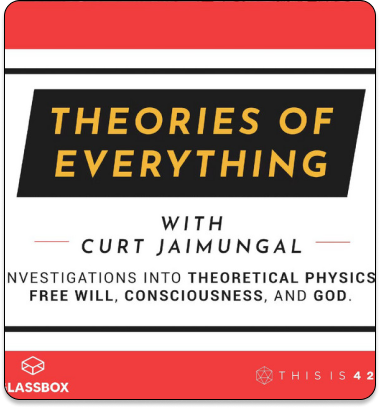 THEORIES OF
EVERYTHING
WITH
CURT JAIMUNGAL
NVESTIGATIONS INTO THEORETICAL PHYSICS
FREE WILL, CONSCIOUSNESS, AND GOD.
LASSBOX
THIS IS 42